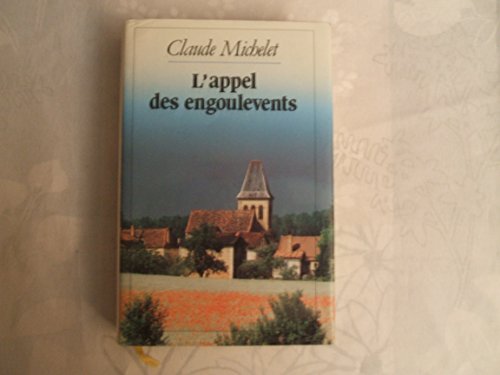 Claude Michelet
L'appel
des engoulevents